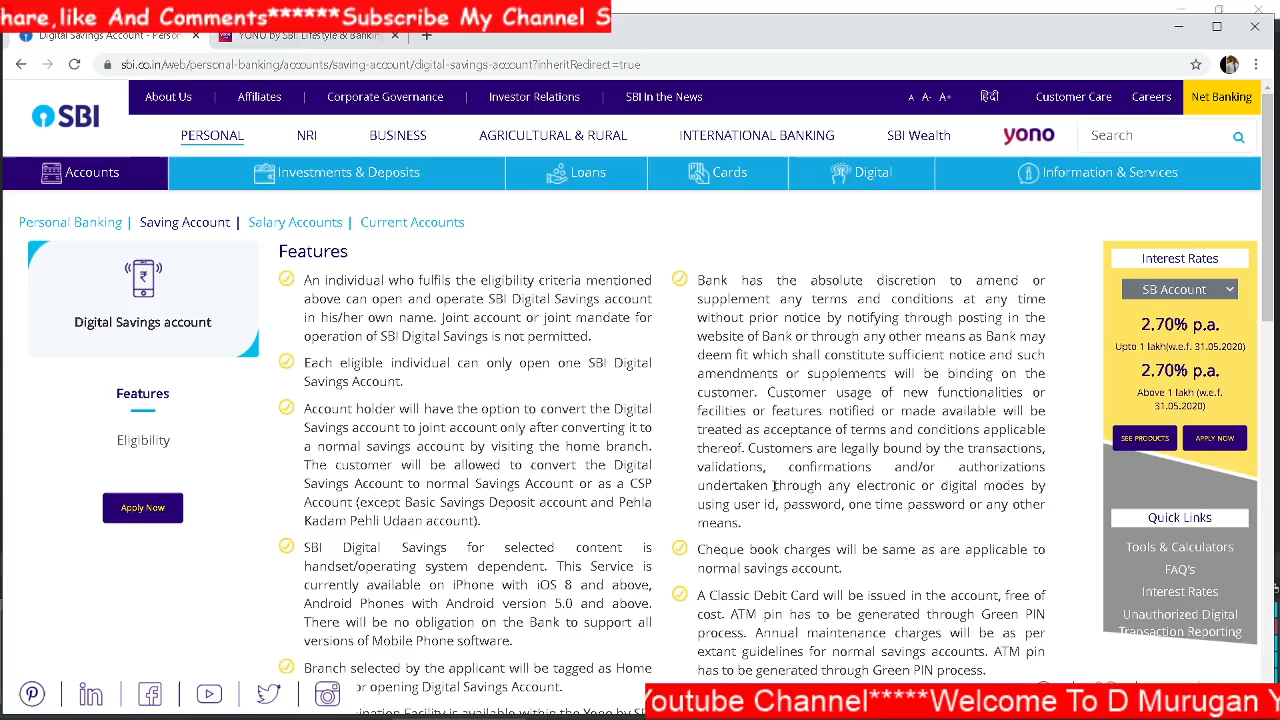 hare,like And Comments******Subscribe My Channel S
Digital Savings Account - Person
YONO by SBI: Lifestyle & Banking
sbi.co.in/web/personal-banking/accounts/saving-account/digital-savings-account?inheritRedirect=true
SBI
About Us | Affiliates | Corporate Governance | Investor Relations | SBI In the News
A A- A+ हिंदी Customer Care Careers Net Banking
PERSONAL NRI BUSINESS AGRICULTURAL & RURAL INTERNATIONAL BANKING SBI Wealth yono Search
Accounts Investments & Deposits Loans Cards Digital Information & Services
Personal Banking | Saving Account | Salary Accounts | Current Accounts
Digital Savings account
Features
Eligibility
Apply Now
Features
An individual who fulfils the eligibility criteria mentioned
above can open and operate SBI Digital Savings account
in his/her own name. Joint account or joint mandate for
operation of SBI Digital Savings is not permitted.
Each eligible individual can only open one SBI Digital
Savings Account.
Account holder will have the option to convert the Digital
Savings account to joint account only after converting it to
a normal savings account by visiting the home branch.
The customer will be allowed to convert the Digital
Savings Account to normal Savings Account or as a CSP
Account (except Basic Savings Deposit account and Pehla
Kadam Pehli Udaan account).
SBI Digital Savings for selected content is
handset/operating system dependent. This Service is
currently available on iPhone with iOS 8 and above,
Android Phones with Android version 5.0 and above.
There will be no obligation on the Bank to support all
versions of Mobile Phone software.
Branch selected by the applicant will be tagged as Home
or opening Digital Savings Account.
Facility is available within the Yono by SB
Bank has the absolute discretion to amend or
supplement any terms and conditions at any time
without prior notice by notifying through posting in the
website of Bank or through any other means as Bank may
deem fit which shall constitute sufficient notice and such
amendments or supplements will be binding on the
customer. Customer usage of new functionalities or
facilities or features notified or made available will be
treated as acceptance of terms and conditions applicable
thereof. Customers are legally bound by the transactions,
validations, confirmations and/or authorizations
undertaken through any electronic or digital modes by
using user id, password, one time password or any other
means.
Cheque book charges will be same as are applicable to
normal savings account.
A Classic Debit Card will be issued in the account, free of
cost. ATM pin has to be generated through Green PIN
process. Annual maintenance charges will be as per
extant guidelines for normal savings accounts. ATM pin
has to be generated through Green PIN process.
Interest Rates
SB Account
2.70% p.a.
Upto 1 lakh(w.e.f. 31.05.2020)
2.70% p.a.
Above 1 lakh (w.e.f.
31.05.2020)
SEE PRODUCTS APPLY NOW
Quick Links
Tools & Calculators
FAQ's
Interest Rates
Unauthorized Digital
Transaction Reporting
Youtube Channel*****Welcome To D Murugan Y